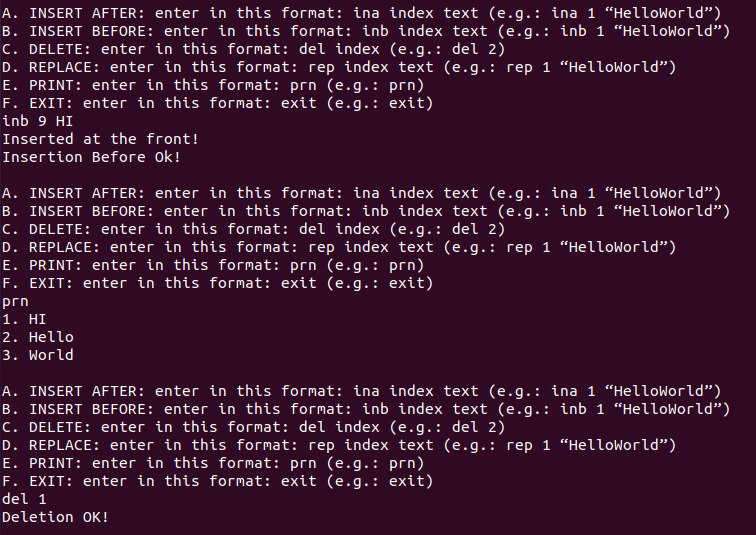 A. INSERT AFTER: enter in this format: ina index text (e.g.: ina 1 “HelloWorld”)
B. INSERT BEFORE: enter in this format: inb index text (e.g.: inb 1 “HelloWorld”)
C. DELETE: enter in this format: del index (e.g.: del 2)
D. REPLACE: enter in this format: rep index text (e.g.: rep 1 “HelloWorld”)
E. PRINT: enter in this format: prn (e.g.: prn)
F. EXIT: enter in this format: exit (e.g.: exit)
inb 9 HI
Inserted at the front!
Insertion Before Ok!
A. INSERT AFTER: enter in this format: ina index text (e.g.: ina 1 “HelloWorld”)
B. INSERT BEFORE: enter in this format: inb index text (e.g.: inb 1 “HelloWorld”)
C. DELETE: enter in this format: del index (e.g.: del 2)
D. REPLACE: enter in this format: rep index text (e.g.: rep 1 “HelloWorld”)
E. PRINT: enter in this format: prn (e.g.: prn)
F. EXIT: enter in this format: exit (e.g.: exit)
prn
1. HI
2. Hello
3. World
A. INSERT AFTER: enter in this format: ina index text (e.g.: ina 1 “HelloWorld”)
B. INSERT BEFORE: enter in this format: inb index text (e.g.: inb 1 “HelloWorld”)
C. DELETE: enter in this format: del index (e.g.: del 2)
D. REPLACE: enter in this format: rep index text (e.g.: rep 1 “HelloWorld”)
E. PRINT: enter in this format: prn (e.g.: prn)
F. EXIT: enter in this format: exit (e.g.: exit)
del 1
Deletion OK!